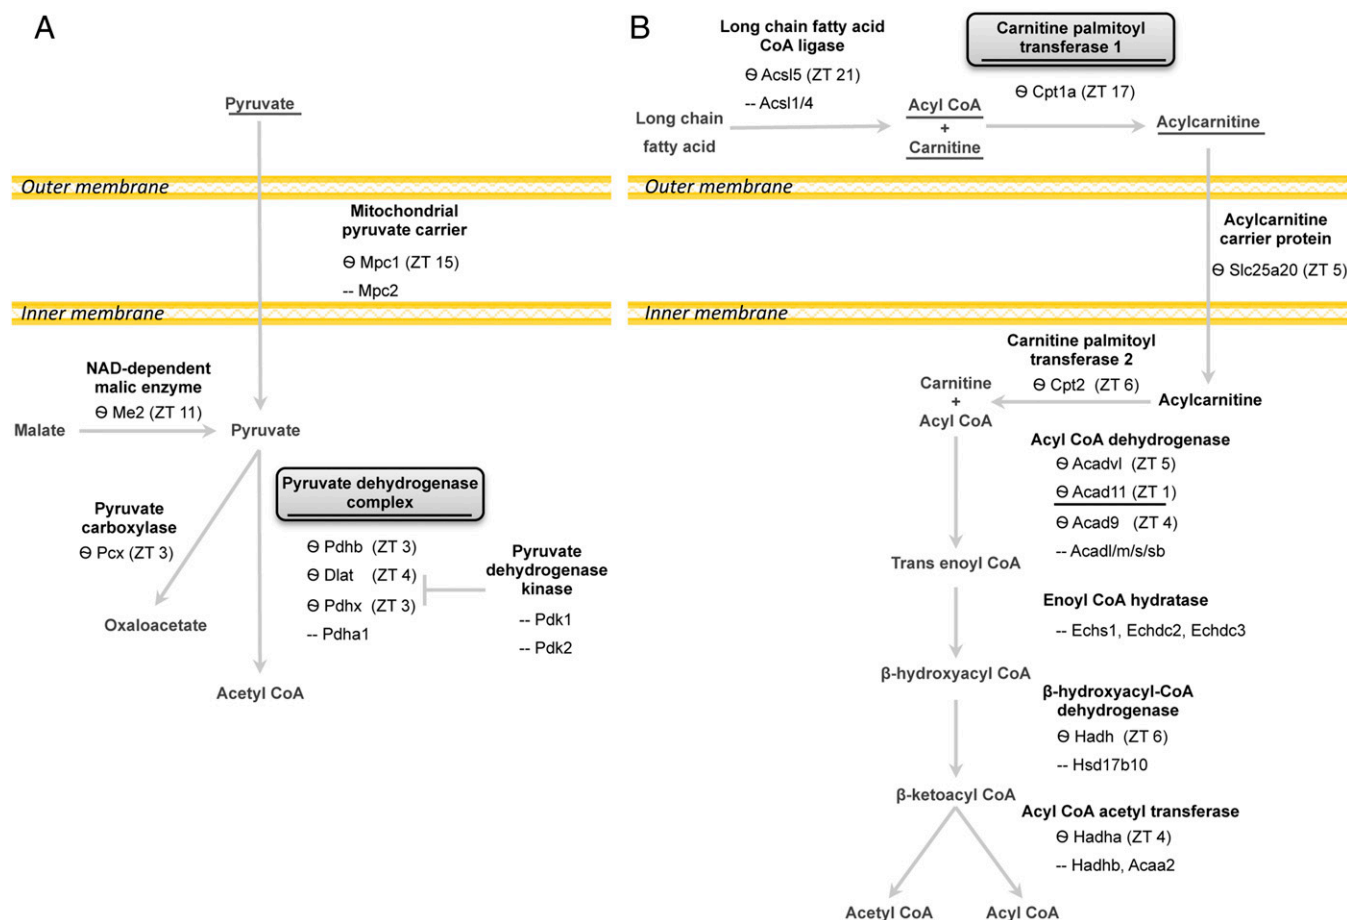 A
Pyruvate
Outer membrane
Mitochondrial
pyruvate carrier
Ɵ Mpc1 (ZT 15)
-- Mpc2
Inner membrane
NAD-dependent
malic enzyme
Ɵ Me2 (ZT 11)
Malate
Pyruvate
Pyruvate dehydrogenase
complex
Pyruvate
carboxylase
Ɵ Pcx (ZT 3)
Ɵ Pdhb (ZT 3)
Ɵ Dlat (ZT 4)
Ɵ Pdhx (ZT 3)
-- Pdha1
Pyruvate
dehydrogenase
kinase
-- Pdk1
-- Pdk2
Oxaloacetate
Acetyl CoA
B
Long chain fatty acid
CoA ligase
Ɵ Acsl5 (ZT 21)
-- Acsl1/4
Carnitine palmitoyl
transferase 1
Ɵ Cpt1a (ZT 17)
Long chain
fatty acid
Acyl CoA
+
Carnitine
Acylcarnitine
Outer membrane
Acylcarnitine
carrier protein
Ɵ Slc25a20 (ZT 5)
Inner membrane
Carnitine palmitoyl
transferase 2
Ɵ Cpt2 (ZT 6)
Carnitine
+
Acyl CoA
Acylcarnitine
Acyl CoA dehydrogenase
Ɵ Acadvl (ZT 5)
Ɵ Acad11 (ZT 1)
Ɵ Acad9 (ZT 4)
-- Acadl/m/s/sb
Trans enoyl CoA
Enoyl CoA hydratase
-- Echs1, Echdc2, Echdc3
β-hydroxyacyl CoA
β-hydroxyacyl-CoA
dehydrogenase
Ɵ Hadh (ZT 6)
-- Hsd17b10
β-ketoacyl CoA
Acyl CoA acetyl transferase
Ɵ Hadha (ZT 4)
-- Hadhb, Acaa2
Acetyl CoA
Acyl CoA